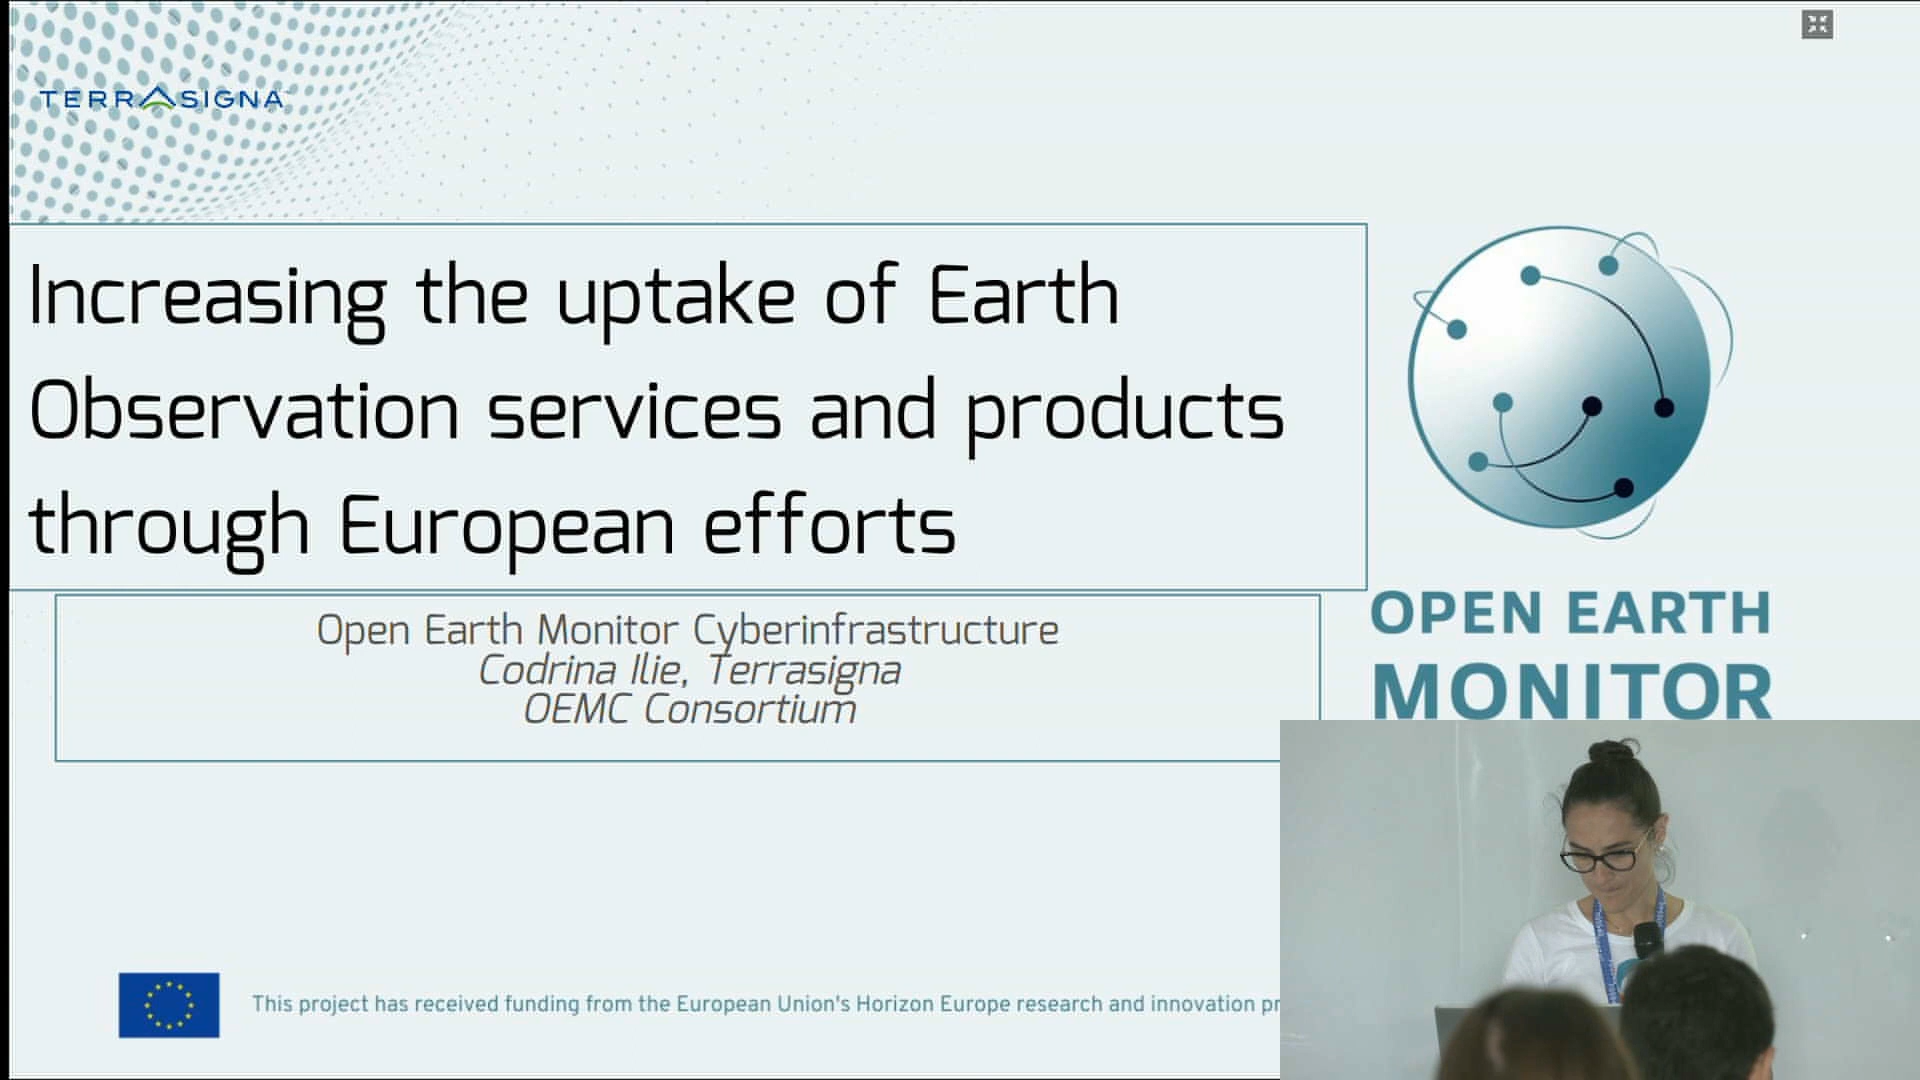 TERRASIGNA
Increasing the uptake of Earth
Observation services and products
through European efforts
Open Earth Monitor Cyberinfrastructure
Codrina Ilie, Terrasigna
OEMC Consortium
OPEN EARTH
MONITOR
This project has received funding from the European Union's Horizon Europe research and innovation